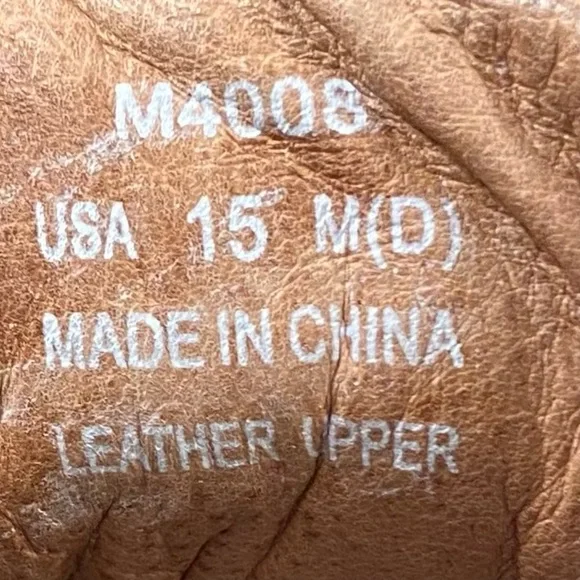 M4008
USA 15 M(D)
MADE IN CHINA
LEATHER UPPER